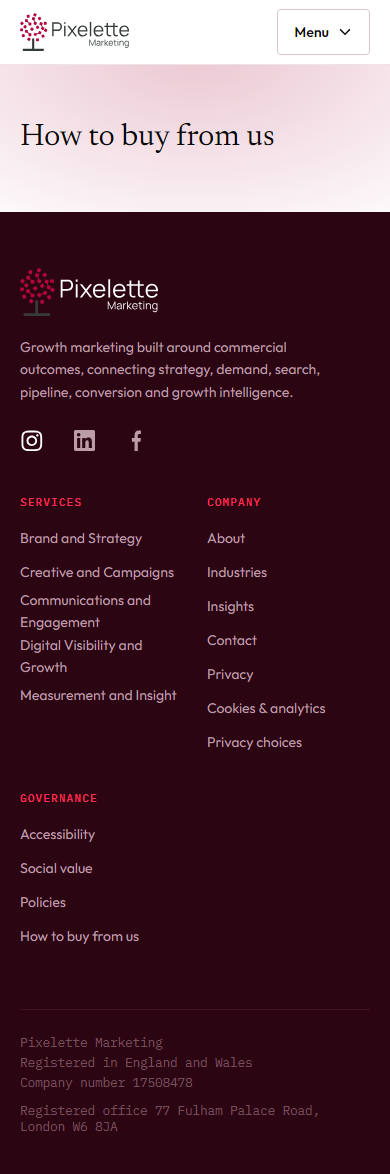 Pixelette
Marketing
Menu
How to buy from us
Pixelette
Marketing
Growth marketing built around commercial
outcomes, connecting strategy, demand, search,
pipeline, conversion and growth intelligence.
SERVICES
Brand and Strategy
Creative and Campaigns
Communications and
Engagement
Digital Visibility and
Growth
Measurement and Insight
COMPANY
About
Industries
Insights
Contact
Privacy
Cookies & analytics
Privacy choices
GOVERNANCE
Accessibility
Social value
Policies
How to buy from us
Pixelette Marketing
Registered in England and Wales
Company number 17508478
Registered office 77 Fulham Palace Road,
London W6 8JA